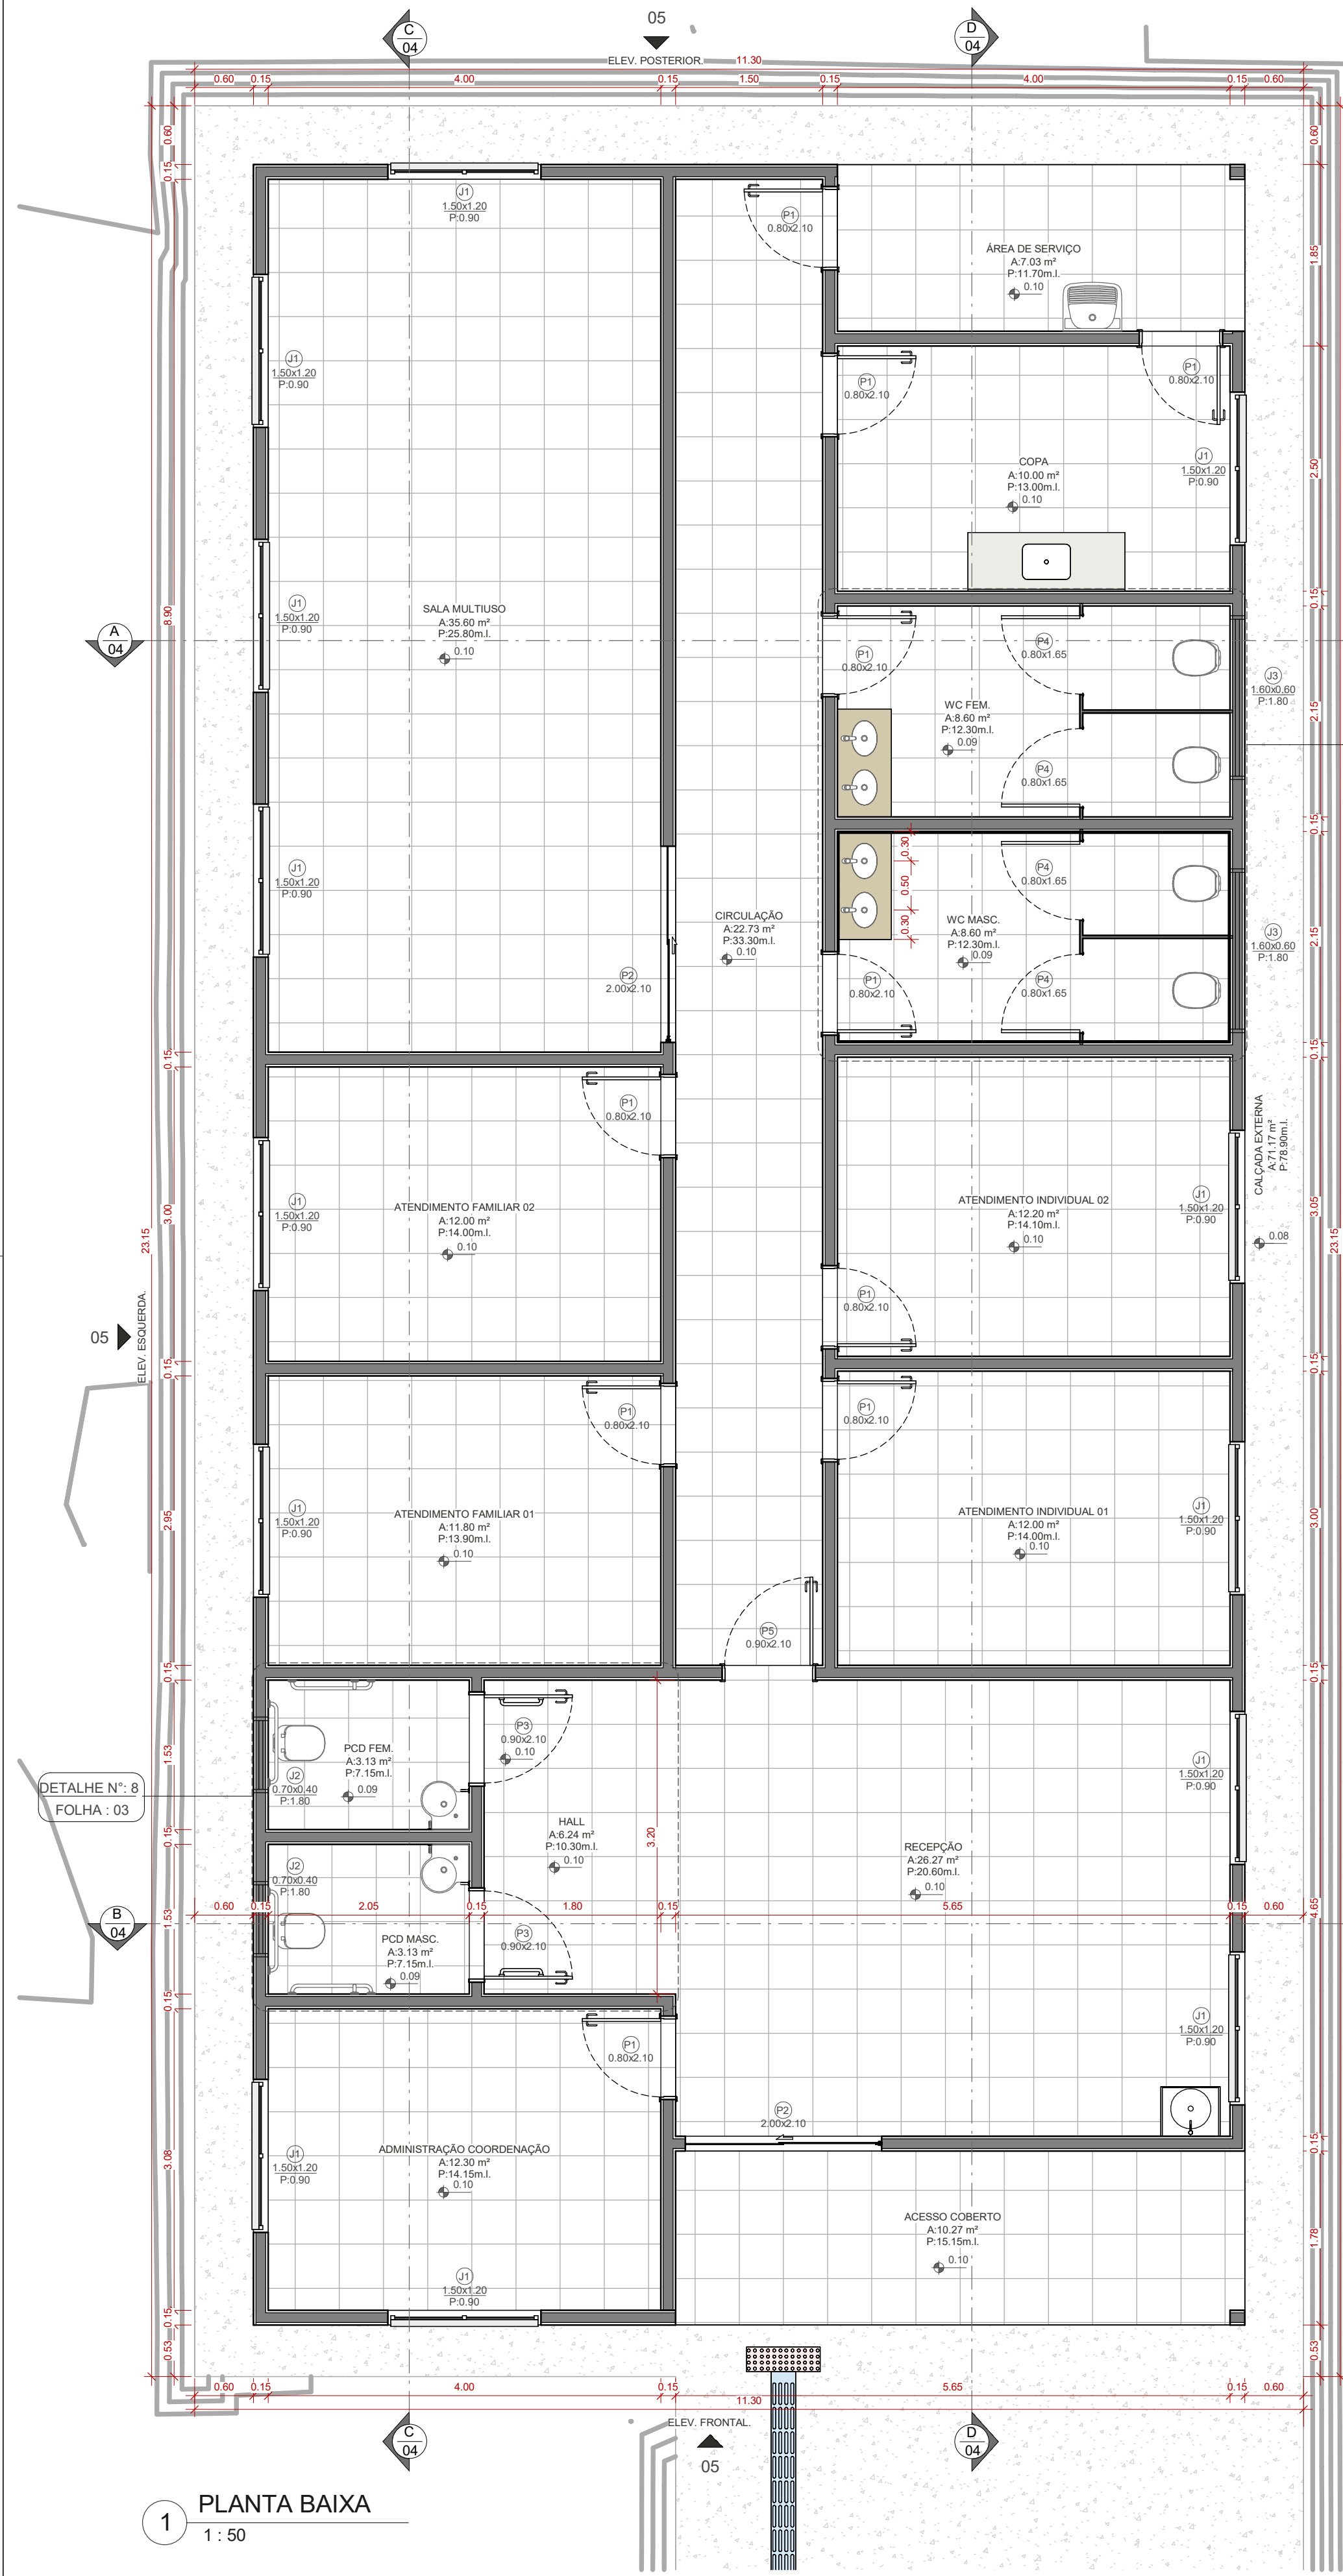 C
04
05
D
04
ELEV. POSTERIOR.
11.30
0.60
0.15
4.00
0.15
1.50
0.15
4.00
0.15
0.60
0.60
0.15
0.60
J1
1.50x1.20
P:0.90
P1
0.80x2.10
ÁREA DE SERVIÇO
A:7.03 m²
P:11.70m.l.
0.10
1.85
J1
1.50x1.20
P:0.90
P1
0.80x2.10
P1
0.80x2.10
COPA
A:10.00 m²
P:13.00m.l.
0.10
J1
1.50x1.20
P:0.90
2.50
A
04
8.90
J1
1.50x1.20
P:0.90
SALA MULTIUSO
A:35.60 m²
P:25.80m.l.
0.10
0.15
P1
0.80x2.10
P4
0.80x1.65
J3
1.60x0.60
P:1.80
WC FEM.
A:8.60 m²
P:12.30m.l.
0.09
2.15
P4
0.80x1.65
0.15
J1
1.50x1.20
P:0.90
0.30
0.50
0.30
P4
0.80x1.65
CIRCULAÇÃO
A:22.73 m²
P:33.30m.l.
0.10
WC MASC.
A:8.60 m²
P:12.30m.l.
0.09
J3
1.60x0.60
P:1.80
2.15
P2
2.00x2.10
P1
0.80x2.10
P4
0.80x1.65
0.15
0.15
P1
0.80x2.10
CALÇADA EXTERNA
A:71.17 m²
P:78.90m.l.
0.08
3.00
23.15
J1
1.50x1.20
P:0.90
ATENDIMENTO FAMILIAR 02
A:12.00 m²
P:14.00m.l.
0.10
ATENDIMENTO INDIVIDUAL 02
A:12.20 m²
P:14.10m.l.
0.10
J1
1.50x1.20
P:0.90
3.05
23.15
P1
0.80x2.10
05
ELEV. ESQUERDA.
0.15
0.15
P1
0.80x2.10
P1
0.80x2.10
2.95
J1
1.50x1.20
P:0.90
ATENDIMENTO FAMILIAR 01
A:11.80 m²
P:13.90m.l.
0.10
ATENDIMENTO INDIVIDUAL 01
A:12.00 m²
P:14.00m.l.
0.10
J1
1.50x1.20
P:0.90
3.00
P5
0.90x2.10
0.15
0.15
1.53
PCD FEM.
A:3.13 m²
P:7.15m.l.
0.09
J2
0.70x0.40
P:1.80
P3
0.90x2.10
0.10
J1
1.50x1.20
P:0.90
DETALHE N°: 8
FOLHA : 03
0.15
HALL
A:6.24 m²
P:10.30m.l.
0.10
3.20
RECEPÇÃO
A:26.27 m²
P:20.60m.l.
0.10
J2
0.70x0.40
P:1.80
B
04
1.53
0.60
0.15
2.05
0.15
1.80
0.15
5.65
0.15
0.60
4.65
PCD MASC.
A:3.13 m²
P:7.15m.l.
0.09
P3
0.90x2.10
0.15
J1
1.50x1.20
P:0.90
P1
0.80x2.10
P2
2.00x2.10
0.15
3.08
J1
1.50x1.20
P:0.90
ADMINISTRAÇÃO COORDENAÇÃO
A:12.30 m²
P:14.15m.l.
0.10
ACESSO COBERTO
A:10.27 m²
P:15.15m.l.
0.10
1.78
J1
1.50x1.20
P:0.90
0.15
0.53
0.53
0.60
0.15
4.00
0.15
5.65
0.15
0.60
11.30
C
04
ELEV. FRONTAL.
05
D
04
1
PLANTA BAIXA
1 : 50